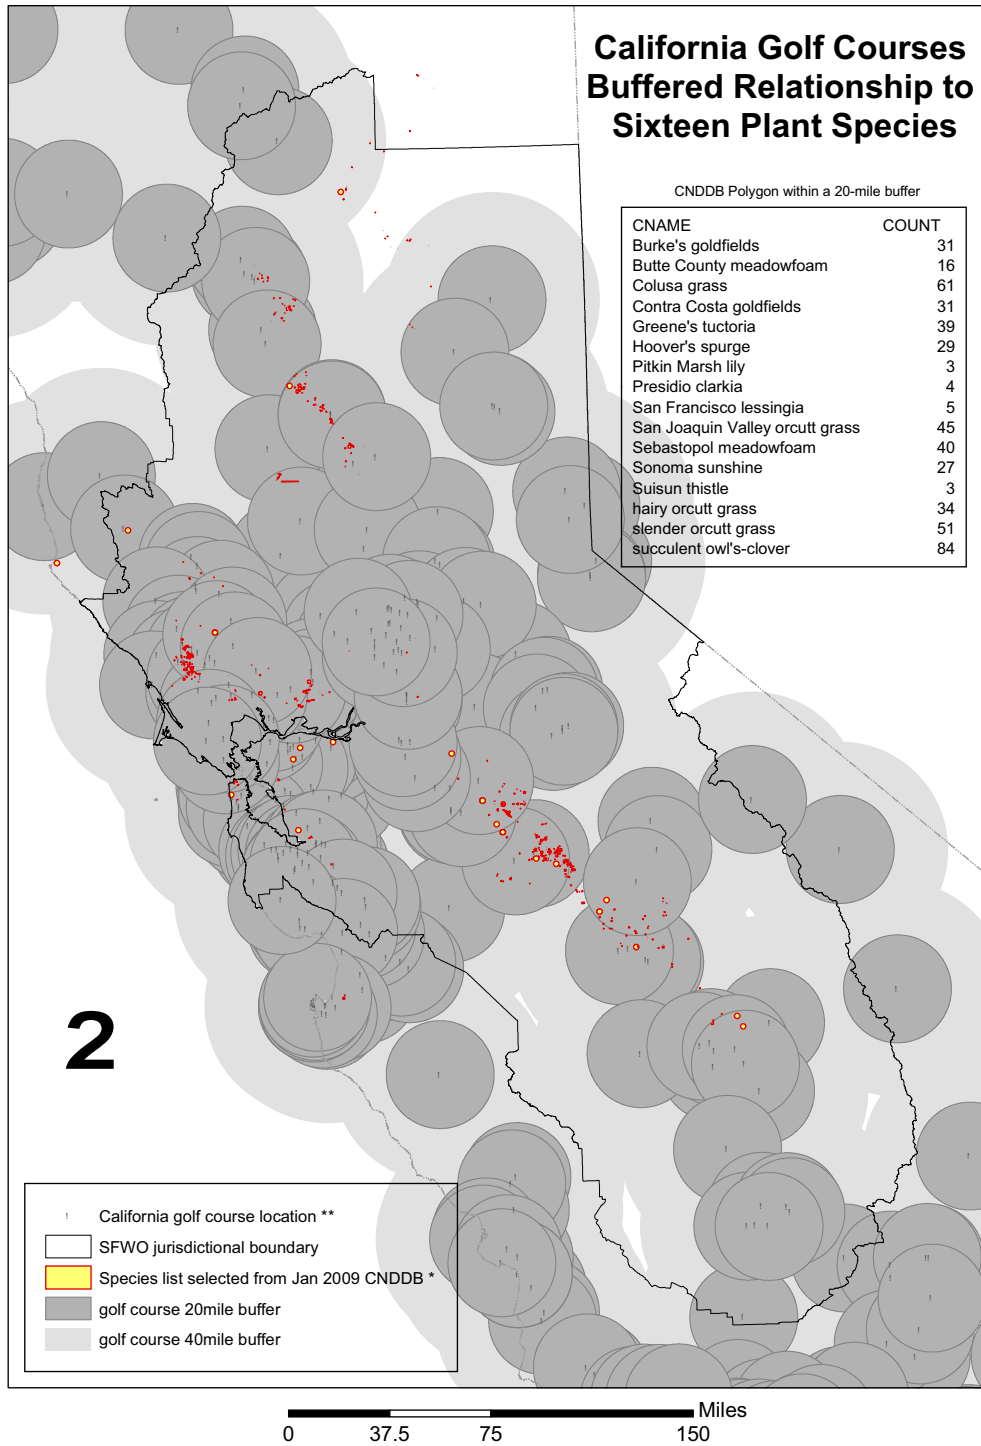 California Golf Courses
Buffered Relationship to
Sixteen Plant Species
CNDDB Polygon within a 20-mile buffer
CNAME COUNT
Burke's goldfields 31
Butte County meadowfoam 16
Colusa grass 61
Contra Costa goldfields 31
Greene's tuctoria 39
Hoover's spurge 29
Pitkin Marsh lily 3
Presidio clarkia 4
San Francisco lessingia 5
San Joaquin Valley orcutt grass 45
Sebastopol meadowfoam 40
Sonoma sunshine 27
Suisun thistle 3
hairy orcutt grass 34
slender orcutt grass 51
succulent owl's-clover 84
2
! California golf course location **
SFWO jurisdictional boundary
Species list selected from Jan 2009 CNDDB *
golf course 20mile buffer
golf course 40mile buffer
Miles
0 37.5 75 150